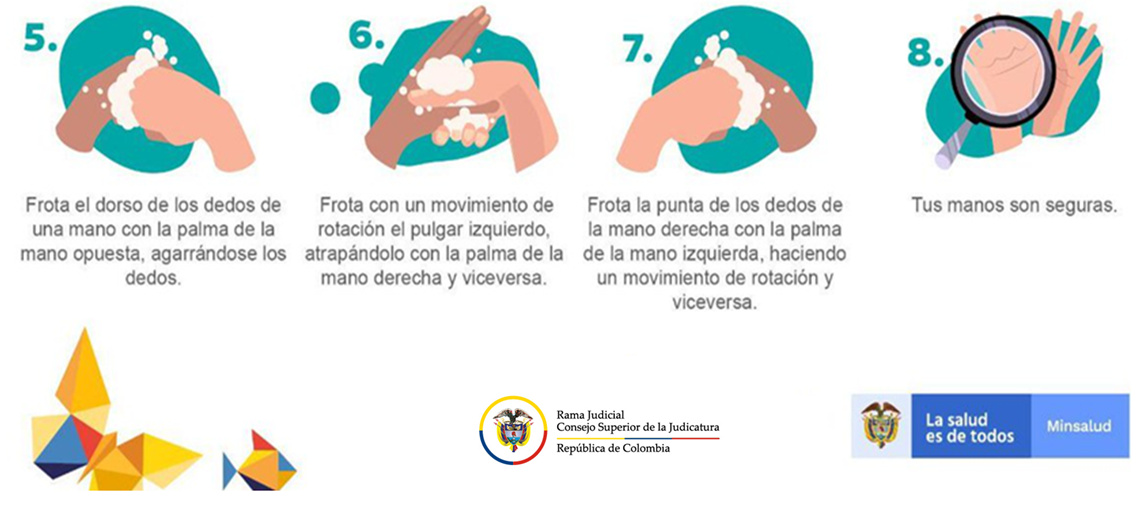 5.
Frota el dorso de los dedos de
una mano con la palma de la
mano opuesta, agarrándose los
dedos.
6.
Frota con un movimiento de
rotación el pulgar izquierdo,
atrapándolo con la palma de la
mano derecha y viceversa.
7.
Frota la punta de los dedos de
la mano derecha con la palma
de la mano izquierda, haciendo
un movimiento de rotación y
viceversa.
8.
Tus manos son seguras.
Rama Judicial
Consejo Superior de la Judicatura
República de Colombia
La salud
es de todos
Minsalud